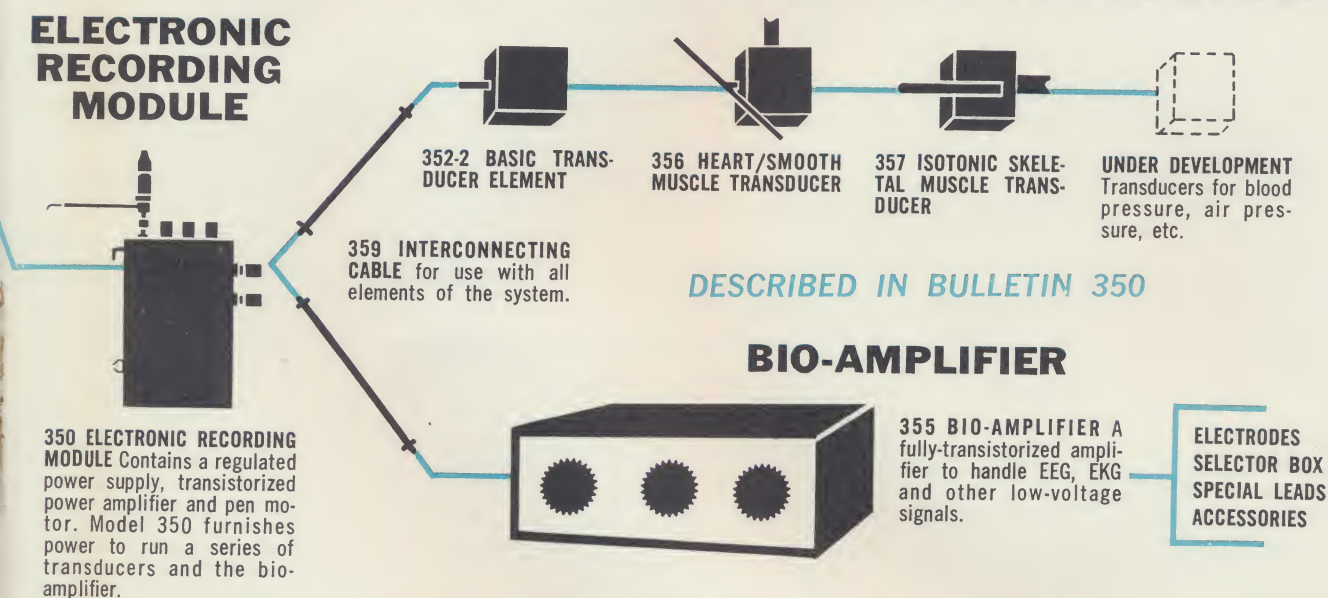 ELECTRONIC
RECORDING
MODULE
352-2 BASIC TRANS-
DUCER ELEMENT
356 HEART/SMOOTH
MUSCLE TRANSDUCER
357 ISOTONIC SKELE-
TAL MUSCLE TRANS-
DUCER
UNDER DEVELOPMENT
Transducers for blood
pressure, air pres-
sure, etc.
359 INTERCONNECTING
CABLE for use with all
elements of the system.
DESCRIBED IN BULLETIN 350
350 ELECTRONIC RECORDING
MODULE Contains a regulated
power supply, transistorized
power amplifier and pen mo-
tor. Model 350 furnishes
power to run a series of
transducers and the bio-
amplifier.
BIO-AMPLIFIER
355 BIO-AMPLIFIER A
fully-transistorized ampli-
fier to handle EEG, EKG
and other low-voltage
signals.
ELECTRODES
SELECTOR BOX
SPECIAL LEADS
ACCESSORIES